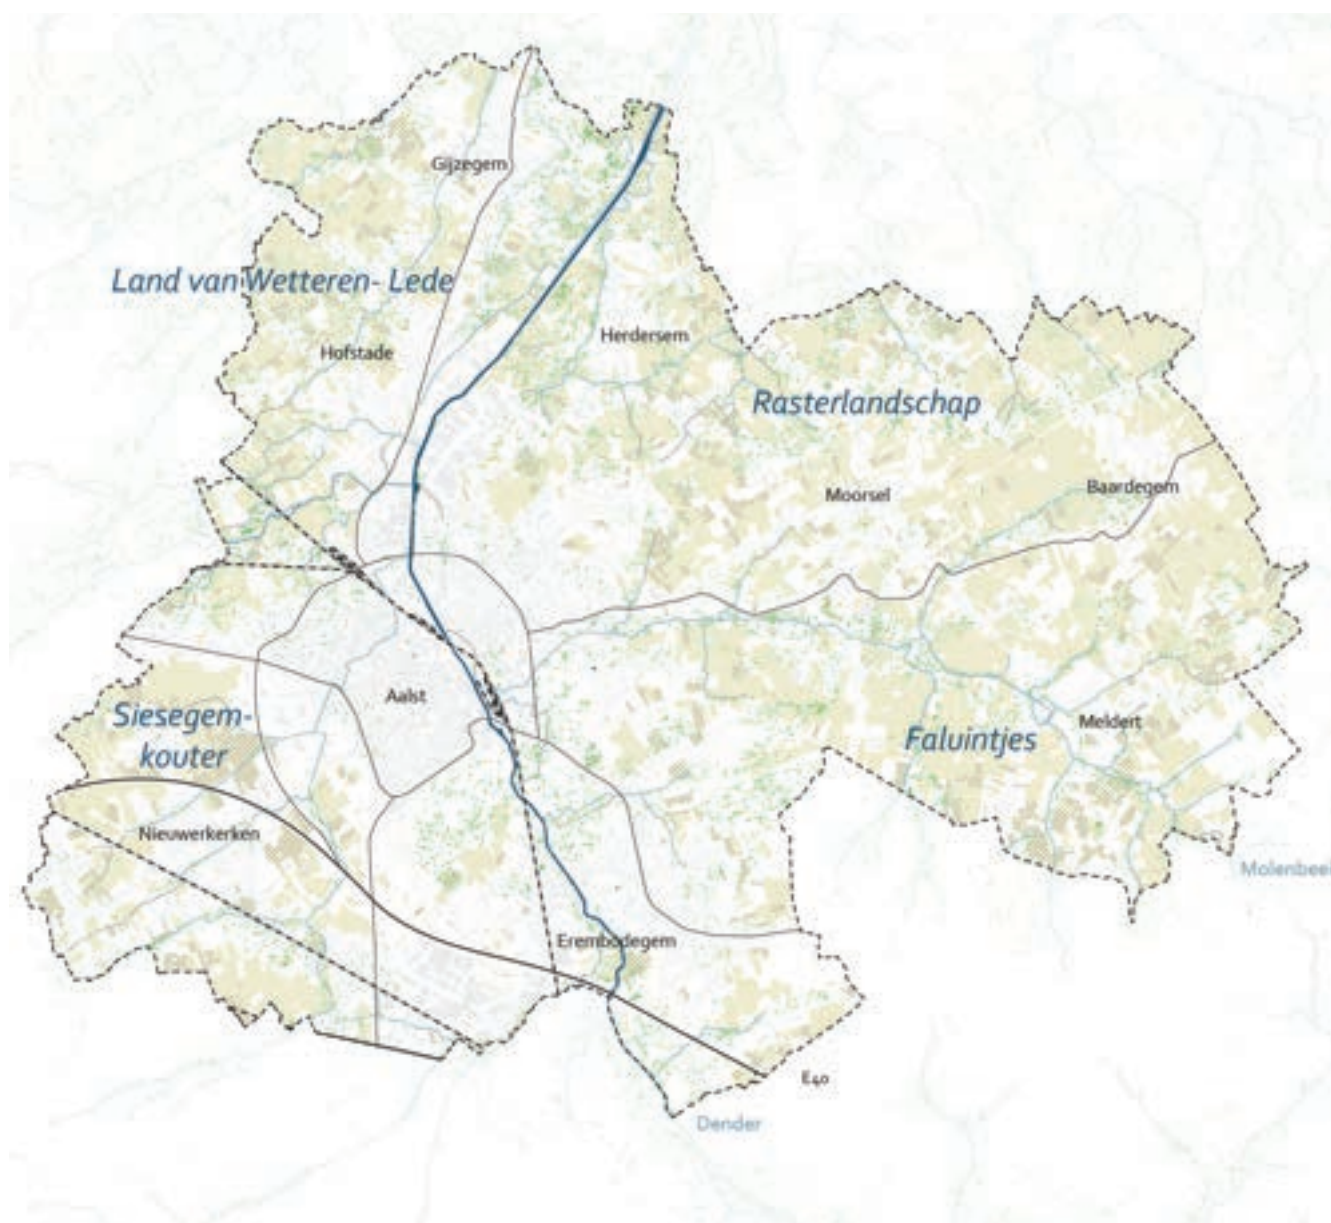 Gijzegem
Land van Wetteren- Lede
Herdersem
Hofstade
Rasterlandschap
Baardegem
Moorsel
Aalst
Siesegem-
kouter
Meldert
Faluintjes
Nieuwerkerken
Molenbeek
Erembodegem
E40
Dender